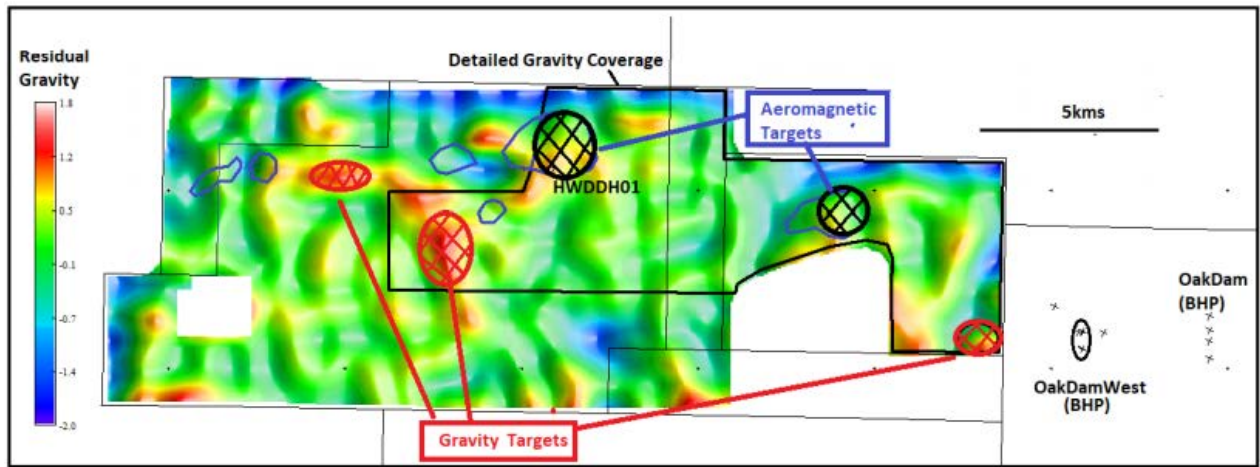 Residual
Gravity
1.8
1.2
0.5
-0.1
-0.7
-1.4
-2.0
Detailed Gravity Coverage
Aeromagnetic
Targets
5kms
HWDDH01
OakDam
(BHP)
OakDamWest
(BHP)
Gravity Targets